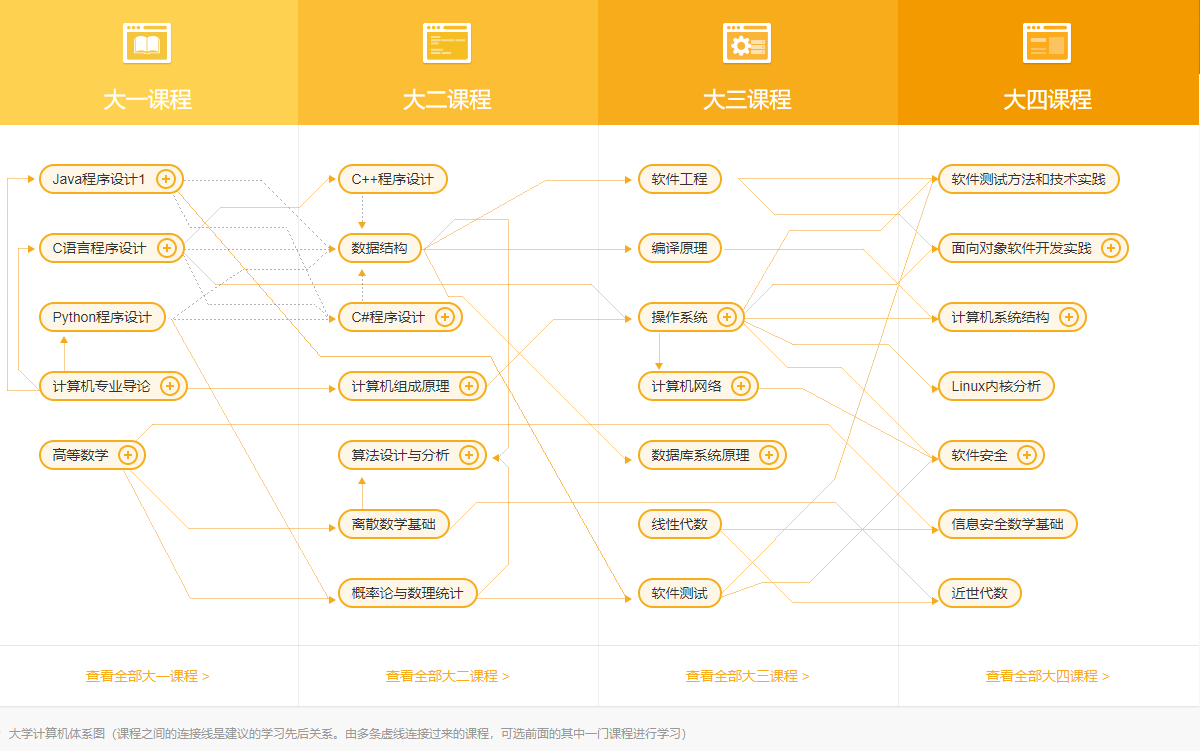 大一课程
大二课程
大三课程
大四课程
Java程序设计1
C++程序设计
软件工程
软件测试方法和技术实践
C语言程序设计
数据结构
编译原理
面向对象软件开发实践
Python程序设计
C#程序设计
操作系统
计算机系统结构
计算机专业导论
计算机组成原理
计算机网络
Linux内核分析
高等数学
算法设计与分析
数据库系统原理
软件安全
离散数学基础
线性代数
信息安全数学基础
概率论与数理统计
软件测试
近世代数
查看全部大一课程 >
查看全部大二课程 >
查看全部大三课程 >
查看全部大四课程 >
大学计算机体系图（课程之间的连接线是建议的学习先后关系。由多条虚线连接过来的课程，可选前面的其中一门课程进行学习）